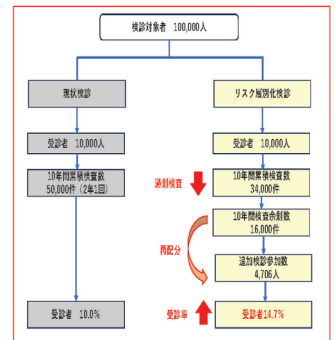 検診対象者 100,000人
現状検診
リスク層別化検診
受診者 10,000人
受診者 10,000人
10年間累積検査数
50,000件 (2年1回)
過剰検査
10年間累積検査数
34,000件
10年間検査余剰数
16,000件
再配分
追加検診参加数
4,706人
受診者 10.0%
受診率
受診者14.7%